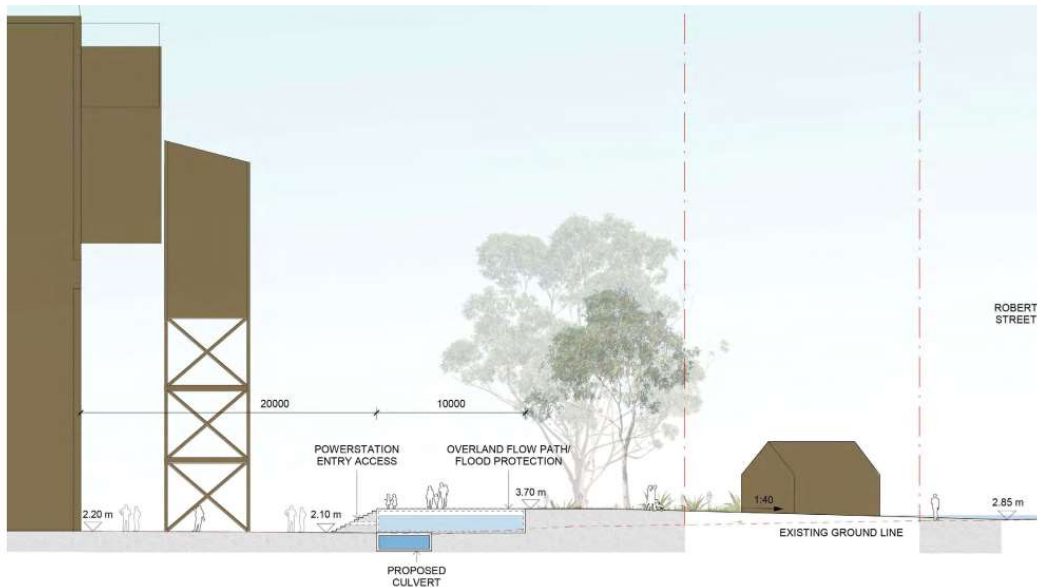 ROBERT
STREET
20000
10000
POWERSTATION
ENTRY ACCESS
OVERLAND FLOW PATH/
FLOOD PROTECTION
3.70 m
1:40
2.20 m
2.10 m
2.85 m
EXISTING GROUND LINE
PROPOSED
CULVERT